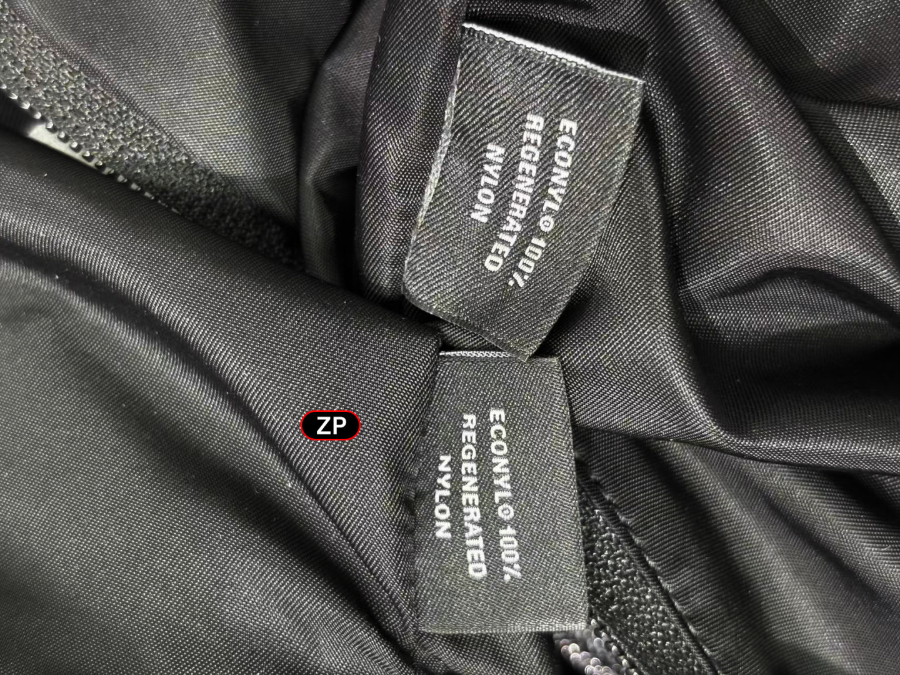 ECONYL® 100%
REGENERATED
NYLON
ZP
ECONYL® 100%
REGENERATED
NYLON